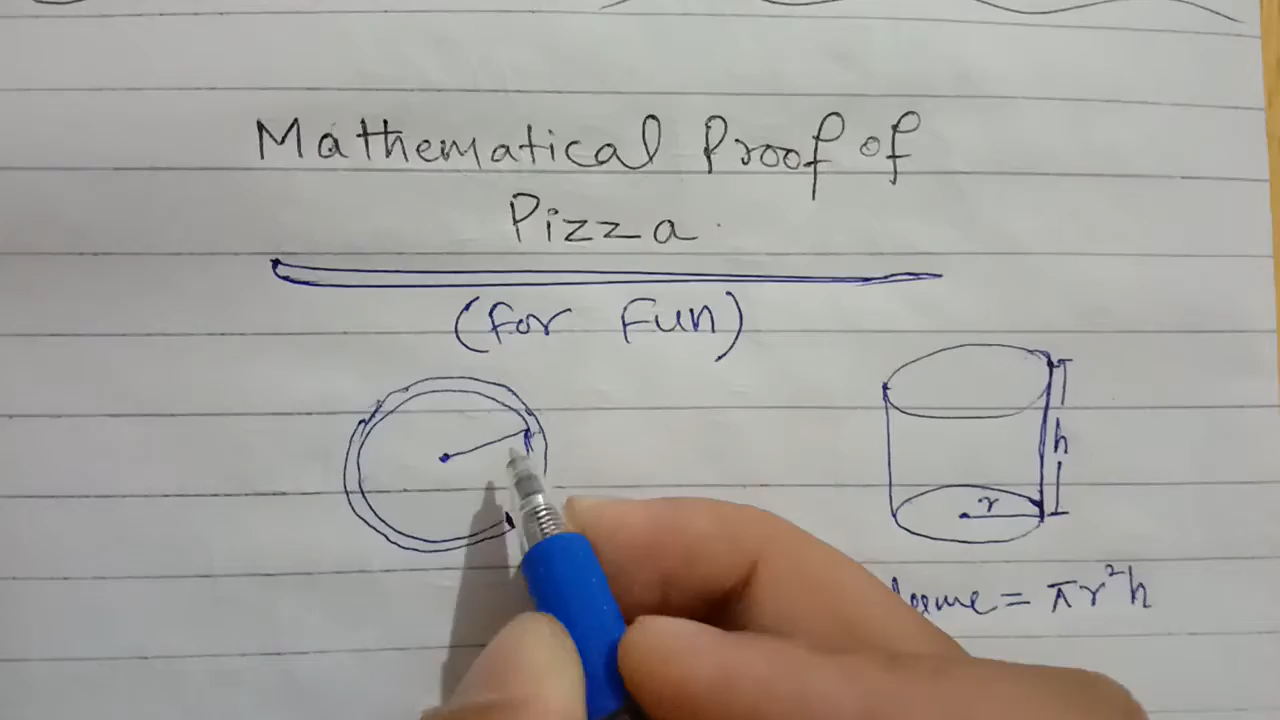 Mathematical Proof of
Pizza.
(for Fun)
h
r
= πr²h